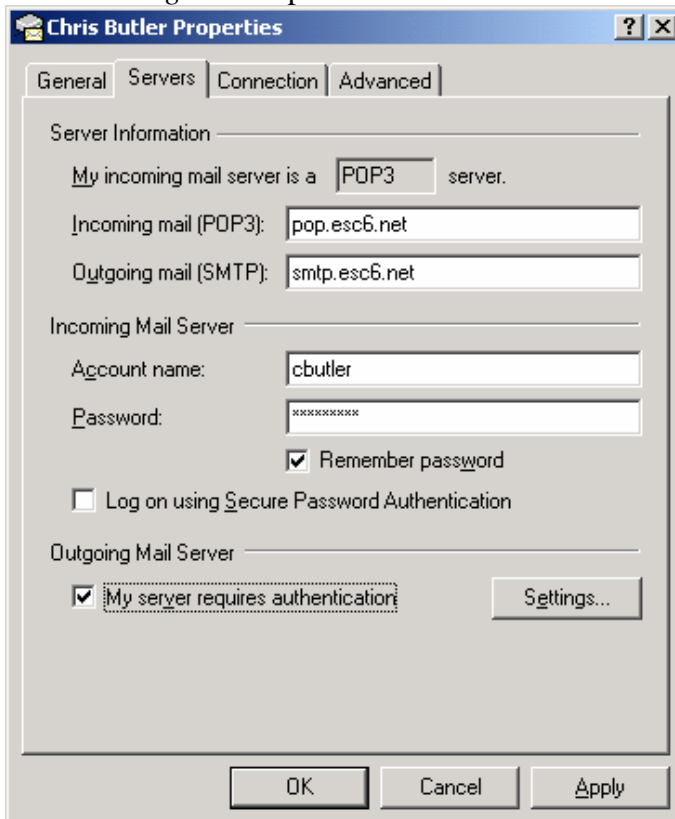 Chris Butler Properties
General Servers Connection Advanced
Server Information
My incoming mail server is a POP3 server.
Incoming mail (POP3): pop.esc6.net
Outgoing mail (SMTP): smtp.esc6.net
Incoming Mail Server
Account name: cbutler
Password: *********
Remember password
Log on using Secure Password Authentication
Outgoing Mail Server
My server requires authentication Settings...
OK Cancel Apply